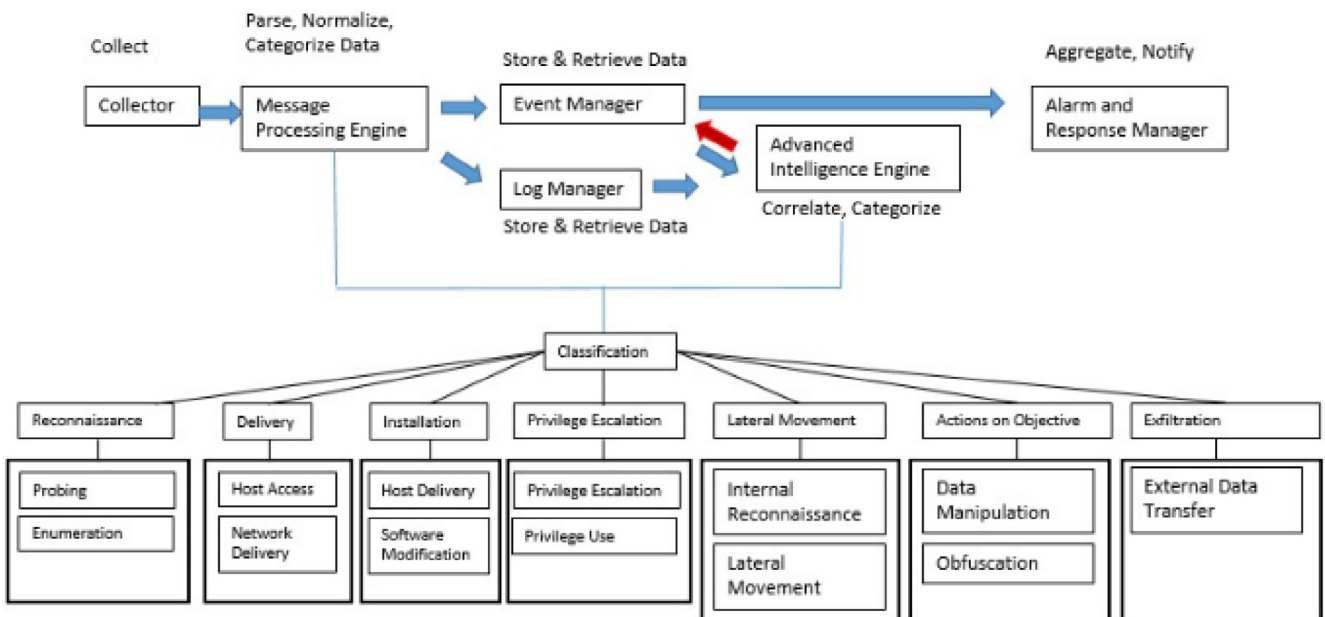 Parse, Normalize,
Categorize Data
Collect
Store & Retrieve Data
Aggregate, Notify
Collector
Message
Processing Engine
Event Manager
Alarm and
Response Manager
Advanced
Intelligence Engine
Log Manager
Correlate, Categorize
Store & Retrieve Data
Classification
Reconnaissance
Delivery
Installation
Privilege Escalation
Lateral Movement
Actions on Objective
Exfiltration
Probing
Enumeration
Host Access
Network
Delivery
Host Delivery
Software
Modification
Privilege Escalation
Privilege Use
Internal
Reconnaissance
Lateral
Movement
Data
Manipulation
Obfuscation
External Data
Transfer